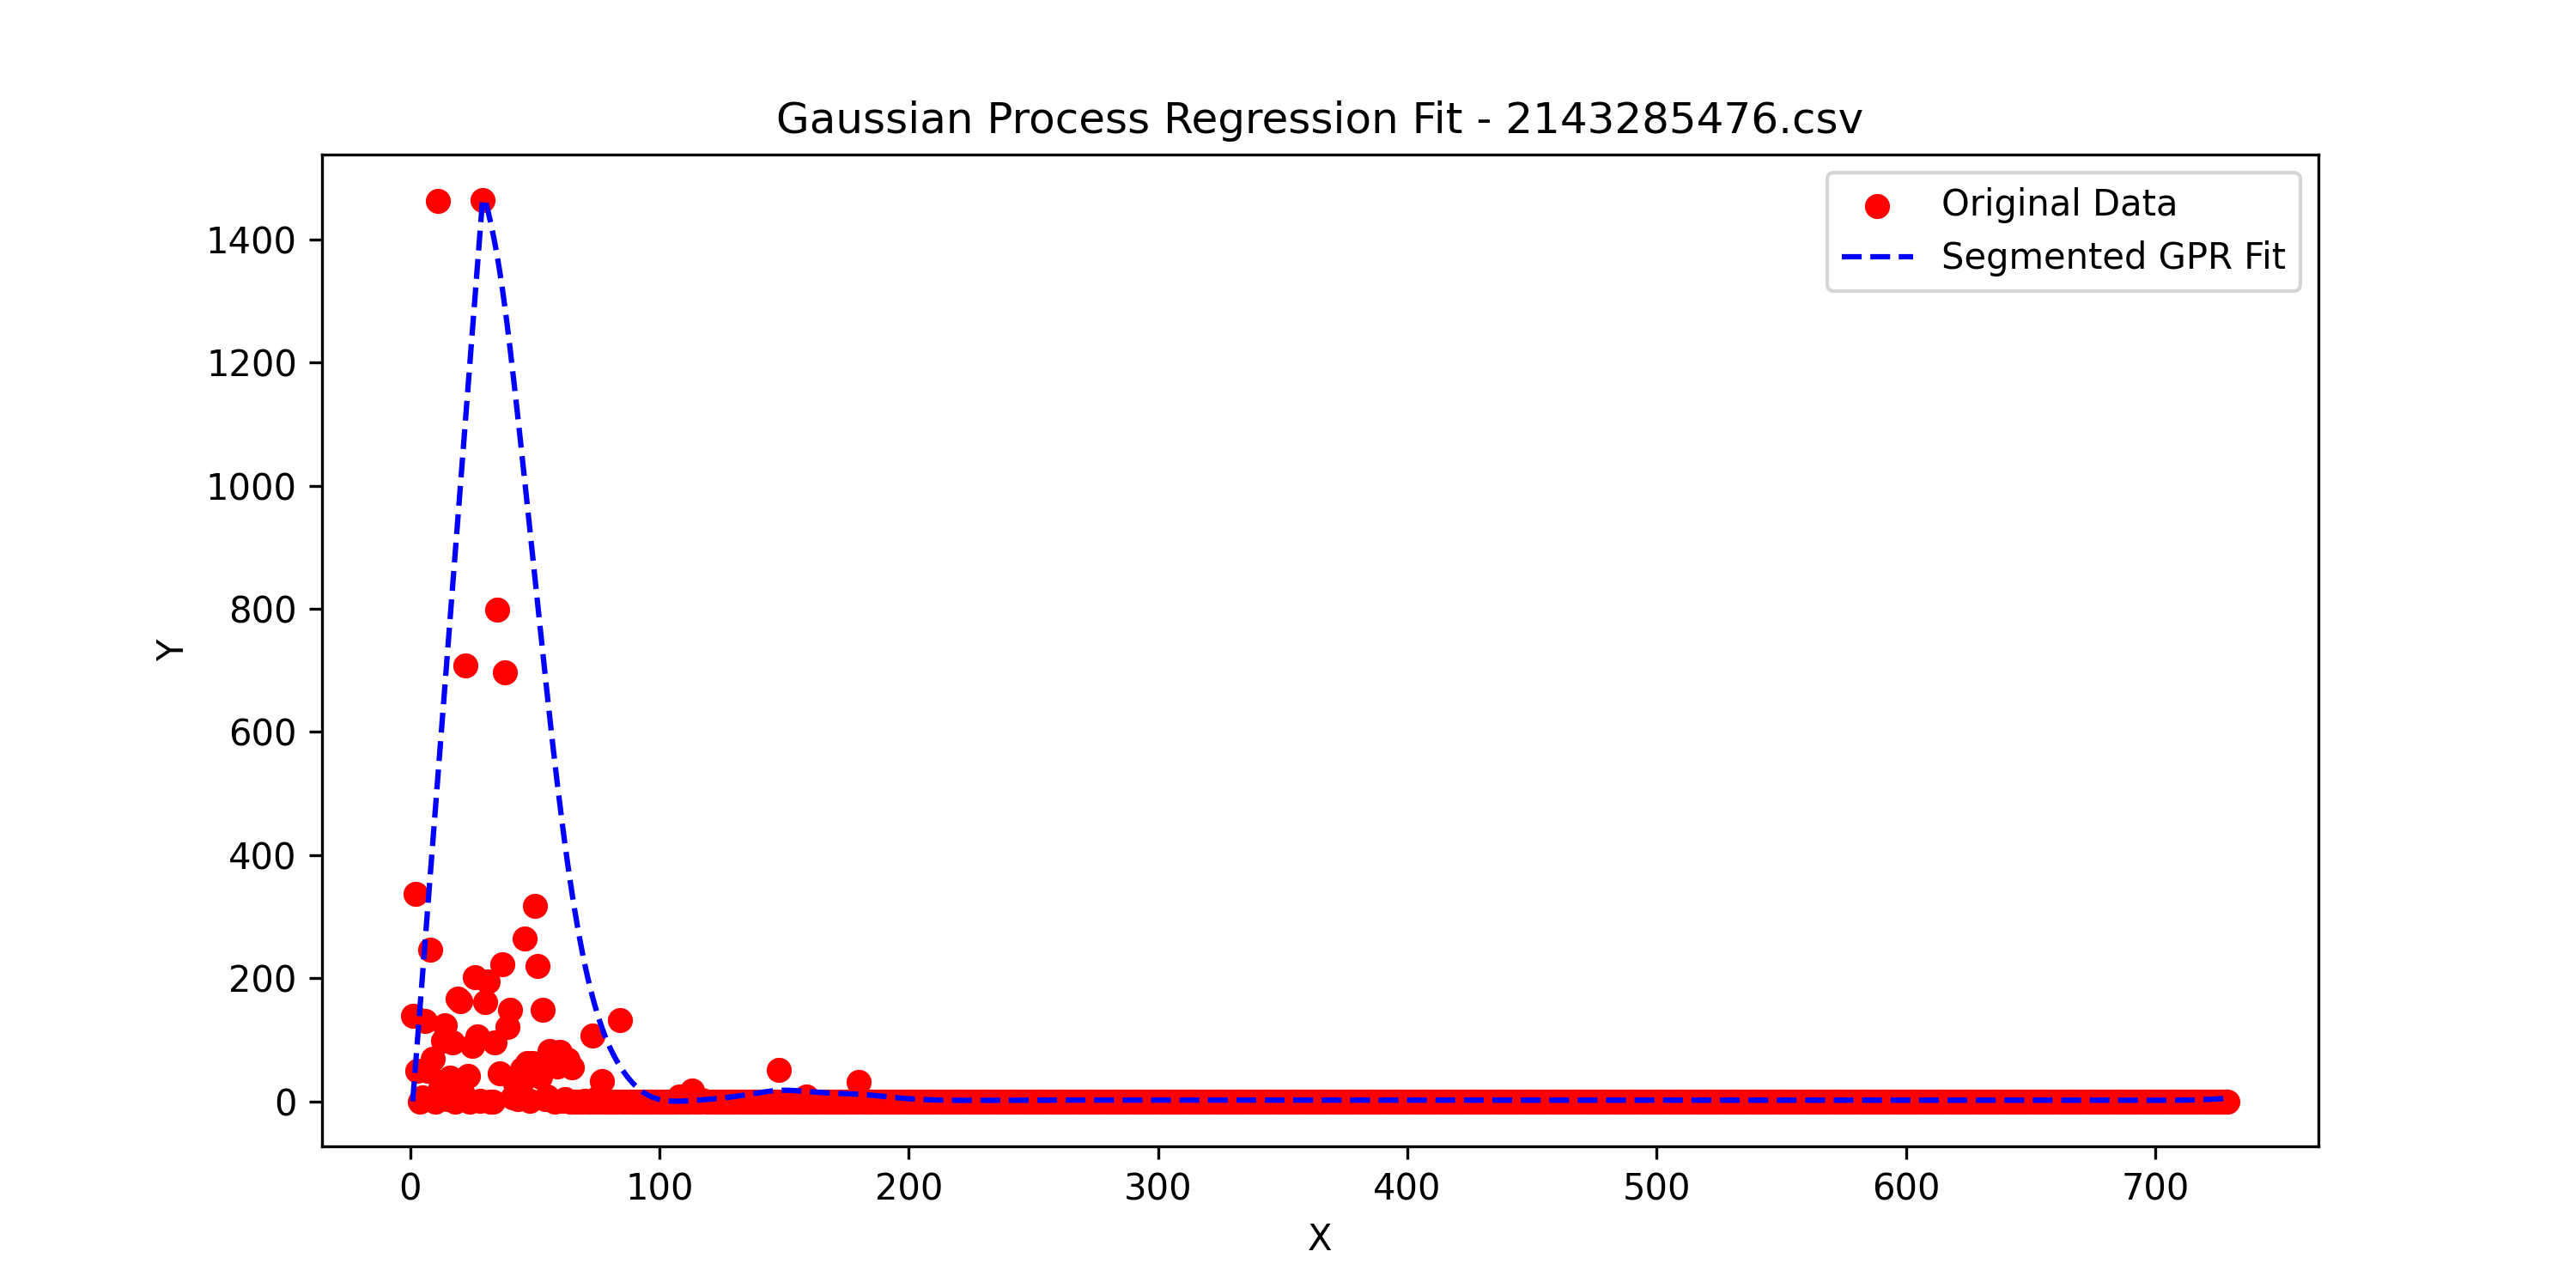 Gaussian Process Regression Fit - 2143285476.csv
Original Data
Segmented GPR Fit
1400
1200
1000
800
600
400
200
0
Y
0 100 200 300 400 500 600 700
X